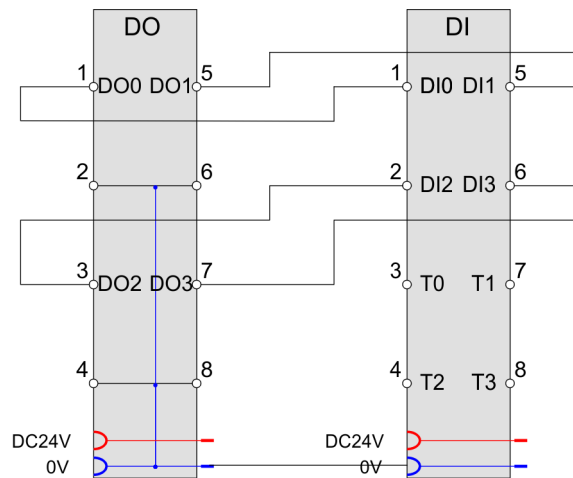 DO DI
1 DO0 DO1 5 1 DI0 DI1 5
2 6 2 DI2 DI3 6
3 DO2 DO3 7 3 T0 T1 7
4 8 4 T2 T3 8
DC24V DC24V
0V 0V